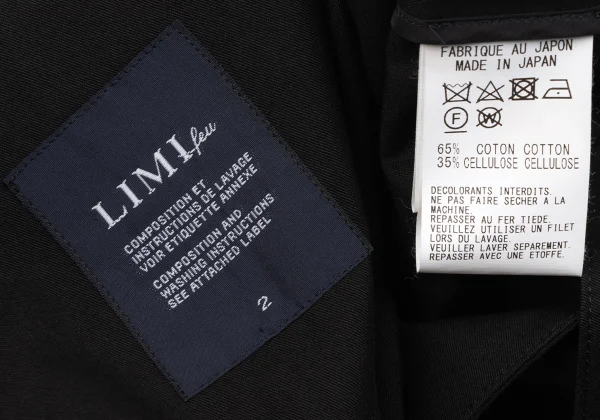 LIMI feu
COMPOSITION ET
INSTRUCTIONS DE LAVAGE
VOIR ETIQUETTE ANNEXE
COMPOSITION AND
WASHING INSTRUCTIONS
SEE ATTACHED LABEL
2
FABRIQUE AU JAPON
MADE IN JAPAN
F W
65% COTON COTTON
35% CELLULOSE CELLULOSE
DECOLORANTS INTERDITS.
NE PAS FAIRE SECHER A LA
MACHINE.
REPASSER AU FER TIEDE.
VEUILLEZ UTILISER UN FILET
LORS DU LAVAGE.
VEUILLER LAVER SEPAREMENT.
REPASSER AVEC UNE ETOFFE.